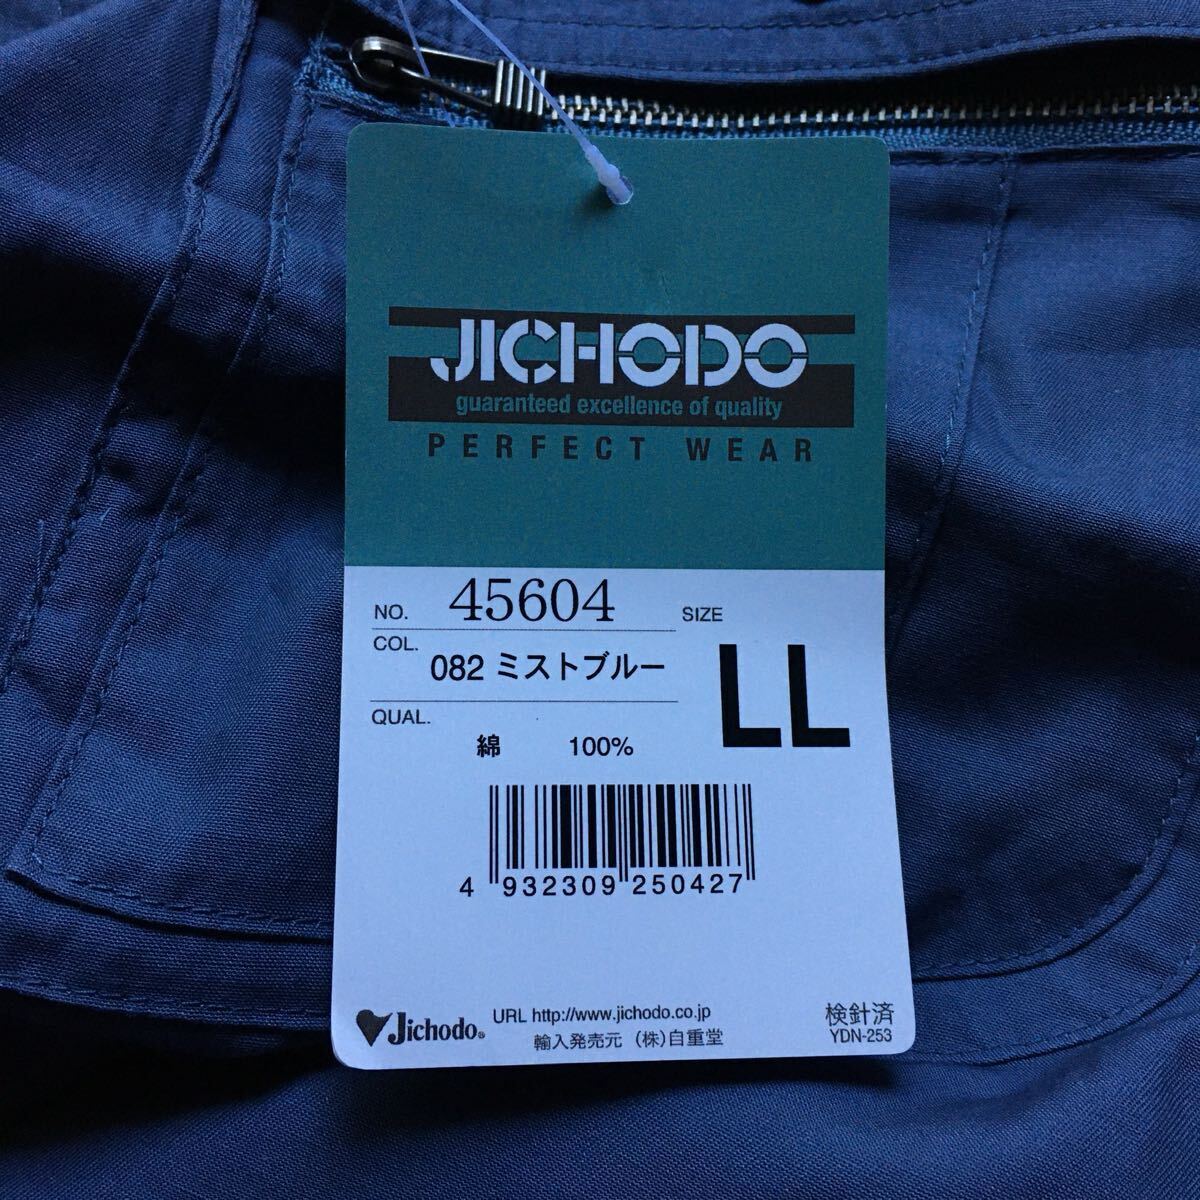 JICHODO
guaranteed excellence of quality
PERFECT WEAR
NO. 45604
SIZE
LL
COL.
082 ミストブルー
QUAL.
綿 100%
4 932309 250427
Jichodo®
URL http://www.jichodo.co.jp
輸入発売元 (株)自重堂
検針済
YDN-253